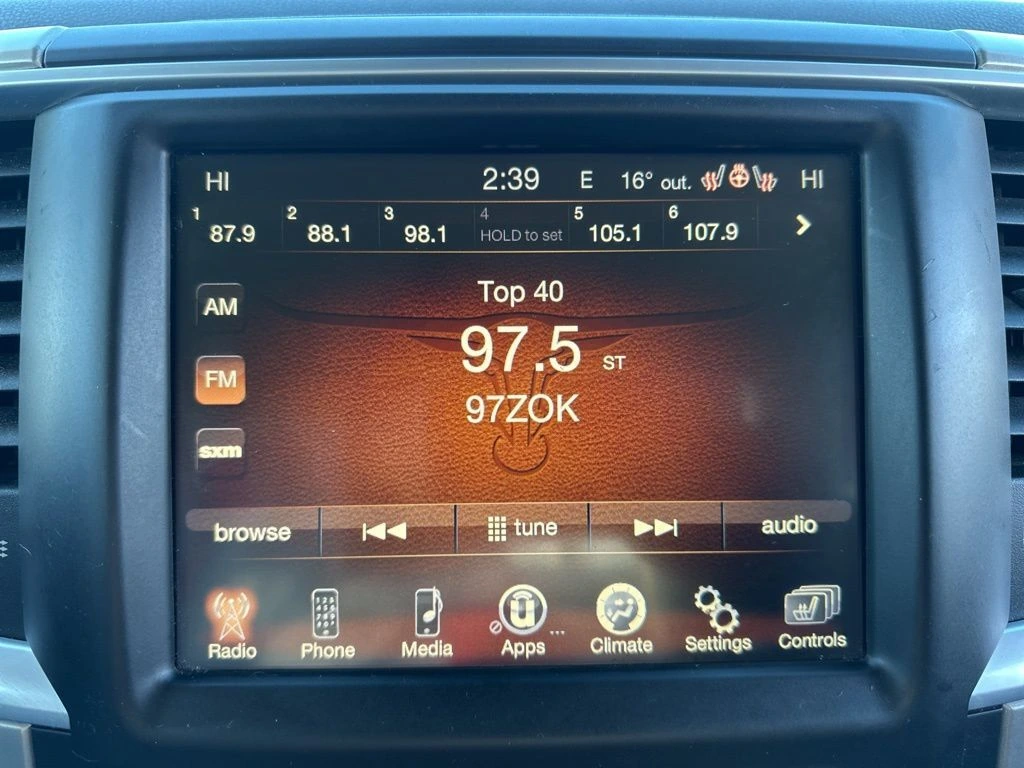 HI 2:39 E 16° out. HI
1 2 3 4 5 6
87.9 88.1 98.1 HOLD to set 105.1 107.9
AM
FM
sxm
Top 40
97.5 ST
97ZOK
browse tune audio
Radio Phone Media Apps ... Climate Settings Controls